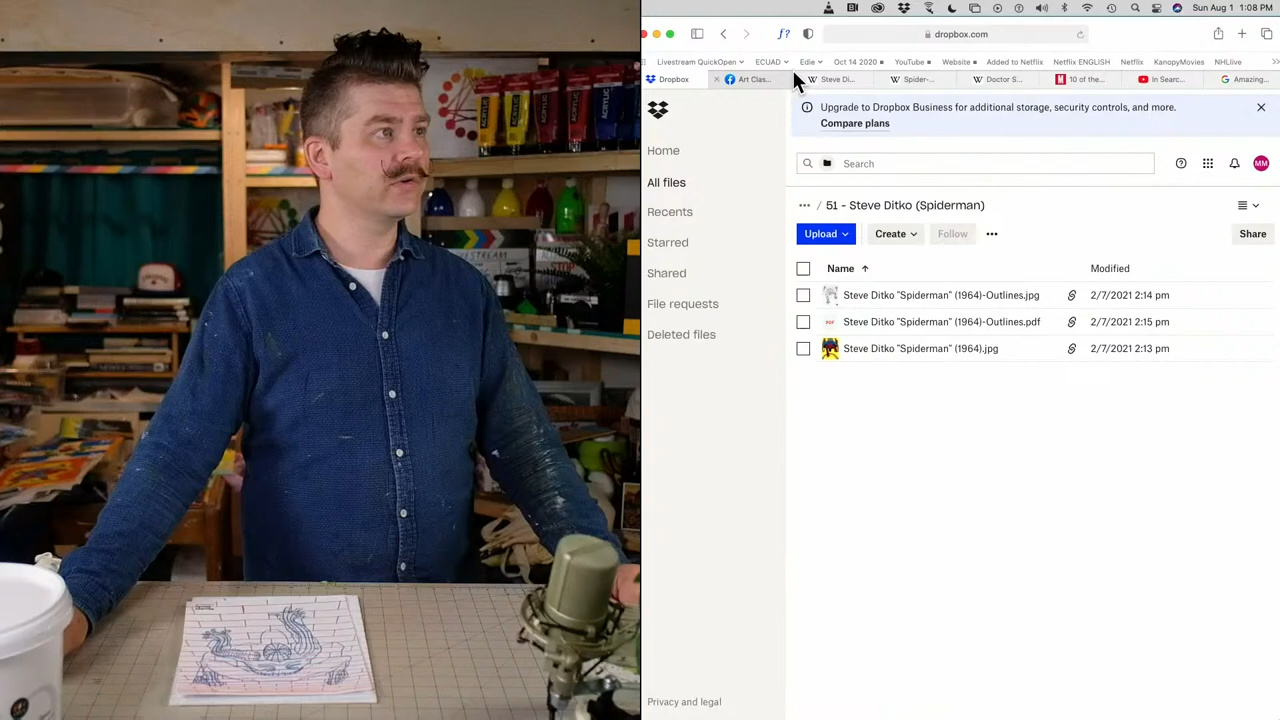 Sun Aug 1 1:08 PM
dropbox.com
Livestream QuickOpen ECUAD Edie Oct 14 2020 YouTube Website Added to Netflix Netflix ENGLISH Netflix KanopyMovies NHLive
Dropbox Art Clas... Steve Di... Spider-... Doctor S... 10 of the... In Searc... Amazing...
Upgrade to Dropbox Business for additional storage, security controls, and more.
Compare plans
Search
MM
Home
All files
Recents
Starred
Shared
File requests
Deleted files
Privacy and legal
... / 51 - Steve Ditko (Spiderman)
Upload Create Follow ... Share
Name Modified
Steve Ditko "Spiderman" (1964)-Outlines.jpg 2/7/2021 2:14 pm
PDF Steve Ditko "Spiderman" (1964)-Outlines.pdf 2/7/2021 2:15 pm
Steve Ditko "Spiderman" (1964).jpg 2/7/2021 2:13 pm